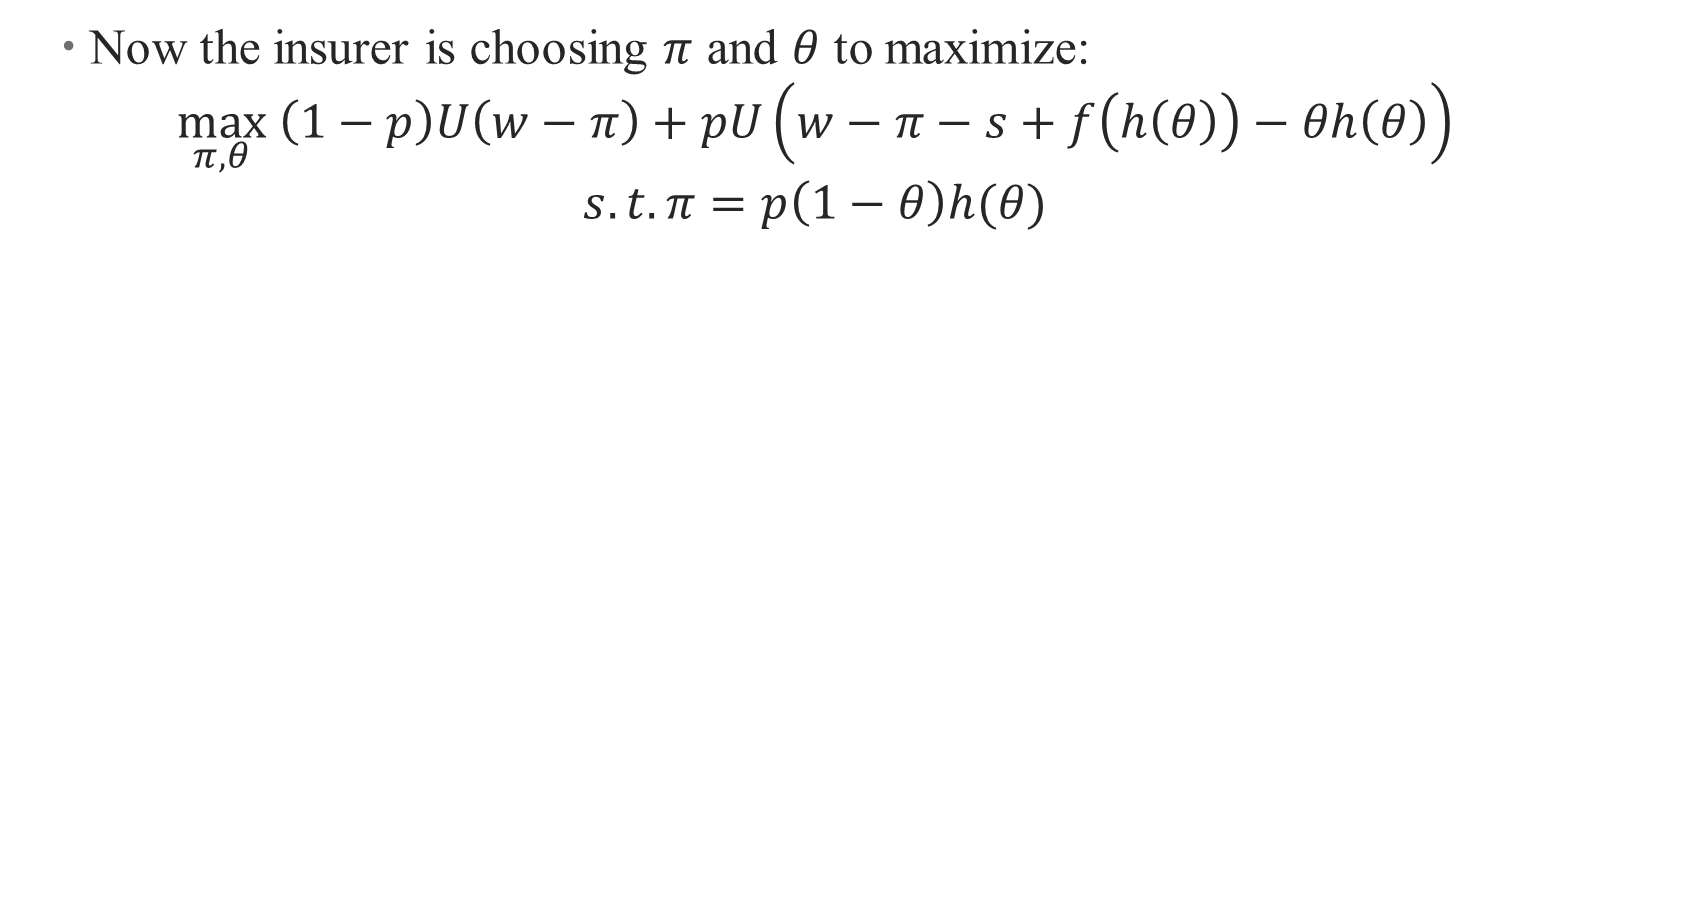 • Now the insurer is choosing π and θ to maximize:
max (1 − p)U(w − π) + pU(w − π − s + f(h(θ)) − θh(θ))
π,θ
s.t. π = p(1 − θ)h(θ)